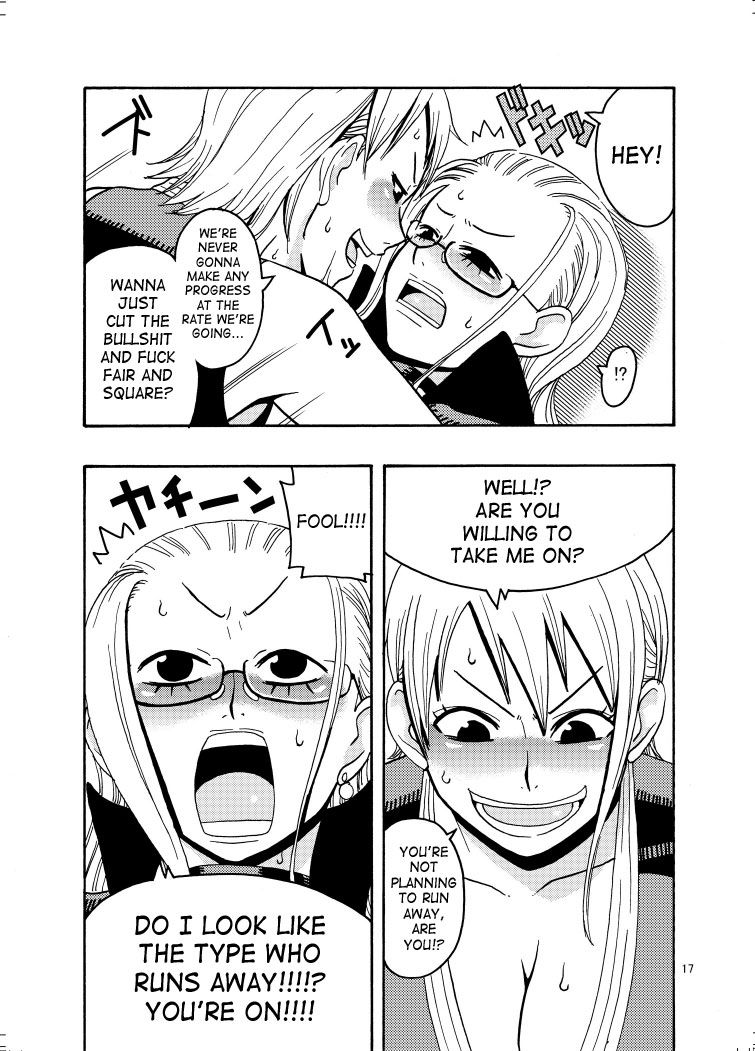 HEY!
ドキッ
!?
ズイッ
WE'RE
NEVER
GONNA
MAKE ANY
PROGRESS
AT THE
RATE WE'RE
GOING...
WANNA
JUST
CUT THE
BULLSHIT
AND FUCK
FAIR AND
SQUARE?
WELL!?
ARE YOU
WILLING TO
TAKE ME ON?
YOU'RE
NOT
PLANNING
TO RUN
AWAY,
ARE
YOU!?
カチーン
FOOL!!!!
DO I LOOK LIKE
THE TYPE WHO
RUNS AWAY!!!!?
YOU'RE ON!!!!
17